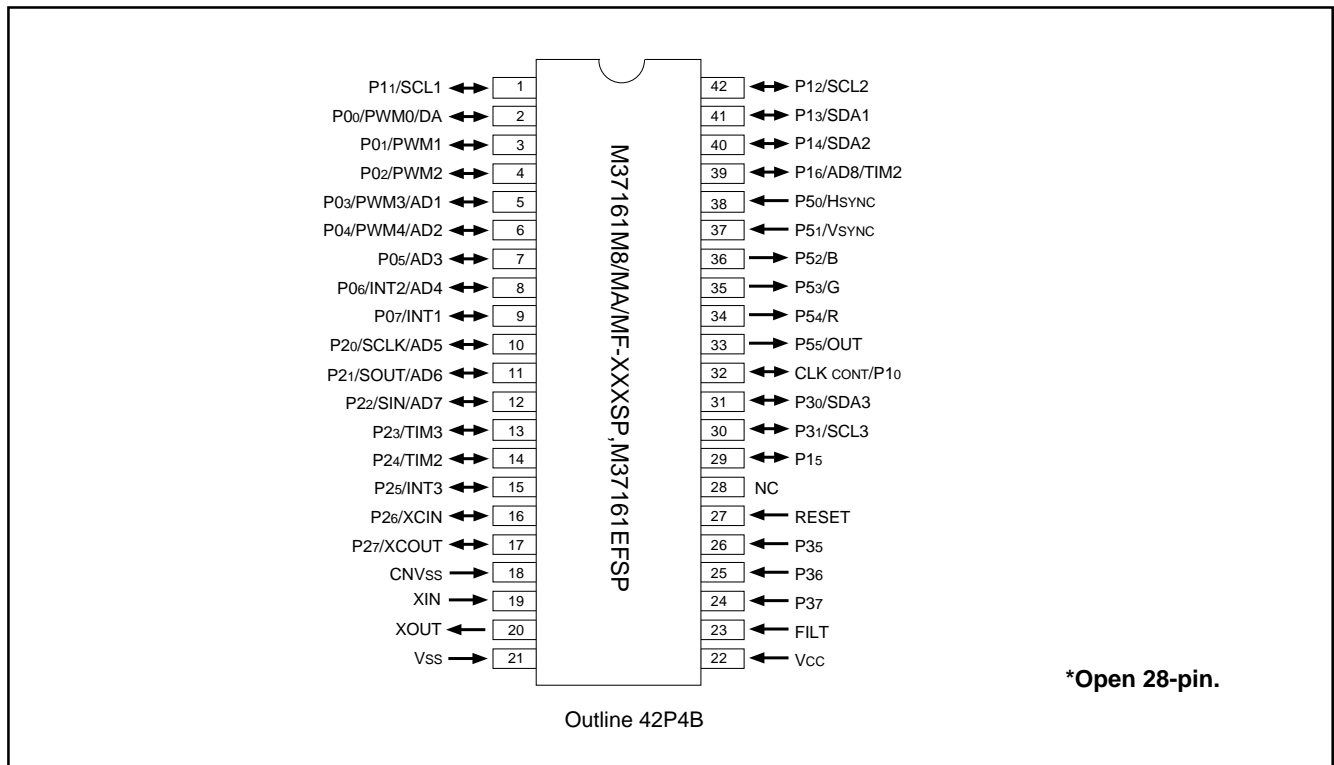 P11/SCL1 1
P00/PWM0/DA 2
P01/PWM1 3
P02/PWM2 4
P03/PWM3/AD1 5
P04/PWM4/AD2 6
P05/AD3 7
P06/INT2/AD4 8
P07/INT1 9
P20/SCLK/AD5 10
P21/SOUT/AD6 11
P22/SIN/AD7 12
P23/TIM3 13
P24/TIM2 14
P25/INT3 15
P26/XCIN 16
P27/XCOUT 17
CNVSS 18
XIN 19
XOUT 20
VSS 21
M37161M8/MA/MF-XXXSP,M37161EFSP
42 P12/SCL2
41 P13/SDA1
40 P14/SDA2
39 P16/AD8/TIM2
38 P50/HSYNC
37 P51/VSYNC
36 P52/B
35 P53/G
34 P54/R
33 P55/OUT
32 CLK CONT/P10
31 P30/SDA3
30 P31/SCL3
29 P15
28 NC
27 RESET
26 P35
25 P36
24 P37
23 FILT
22 VCC
*Open 28-pin.
Outline 42P4B